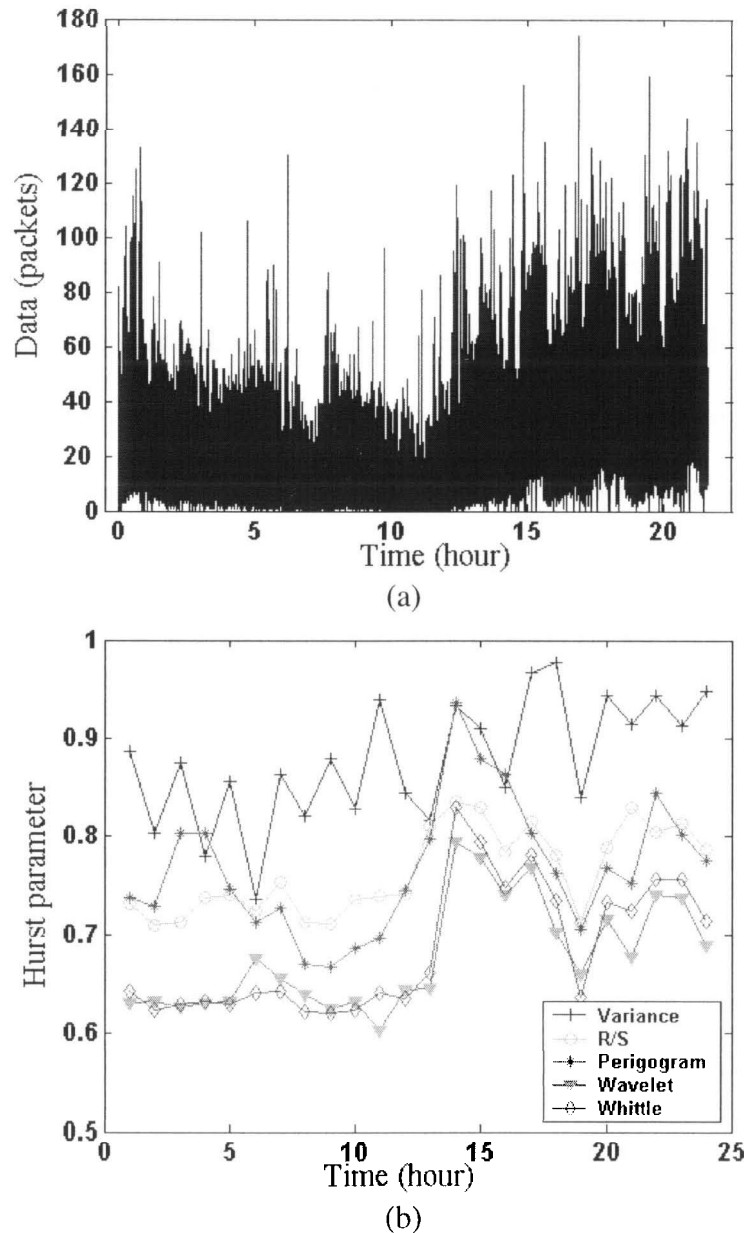 180
160
140
120
100
80
60
40
20
0
Data (packets)
0 5 10 15 20
Time (hour)
(a)
1
0.9
0.8
0.7
0.6
0.5
Hurst parameter
Variance
R/S
Perigogram
Wavelet
Whittle
0 5 10 15 20 25
Time (hour)
(b)